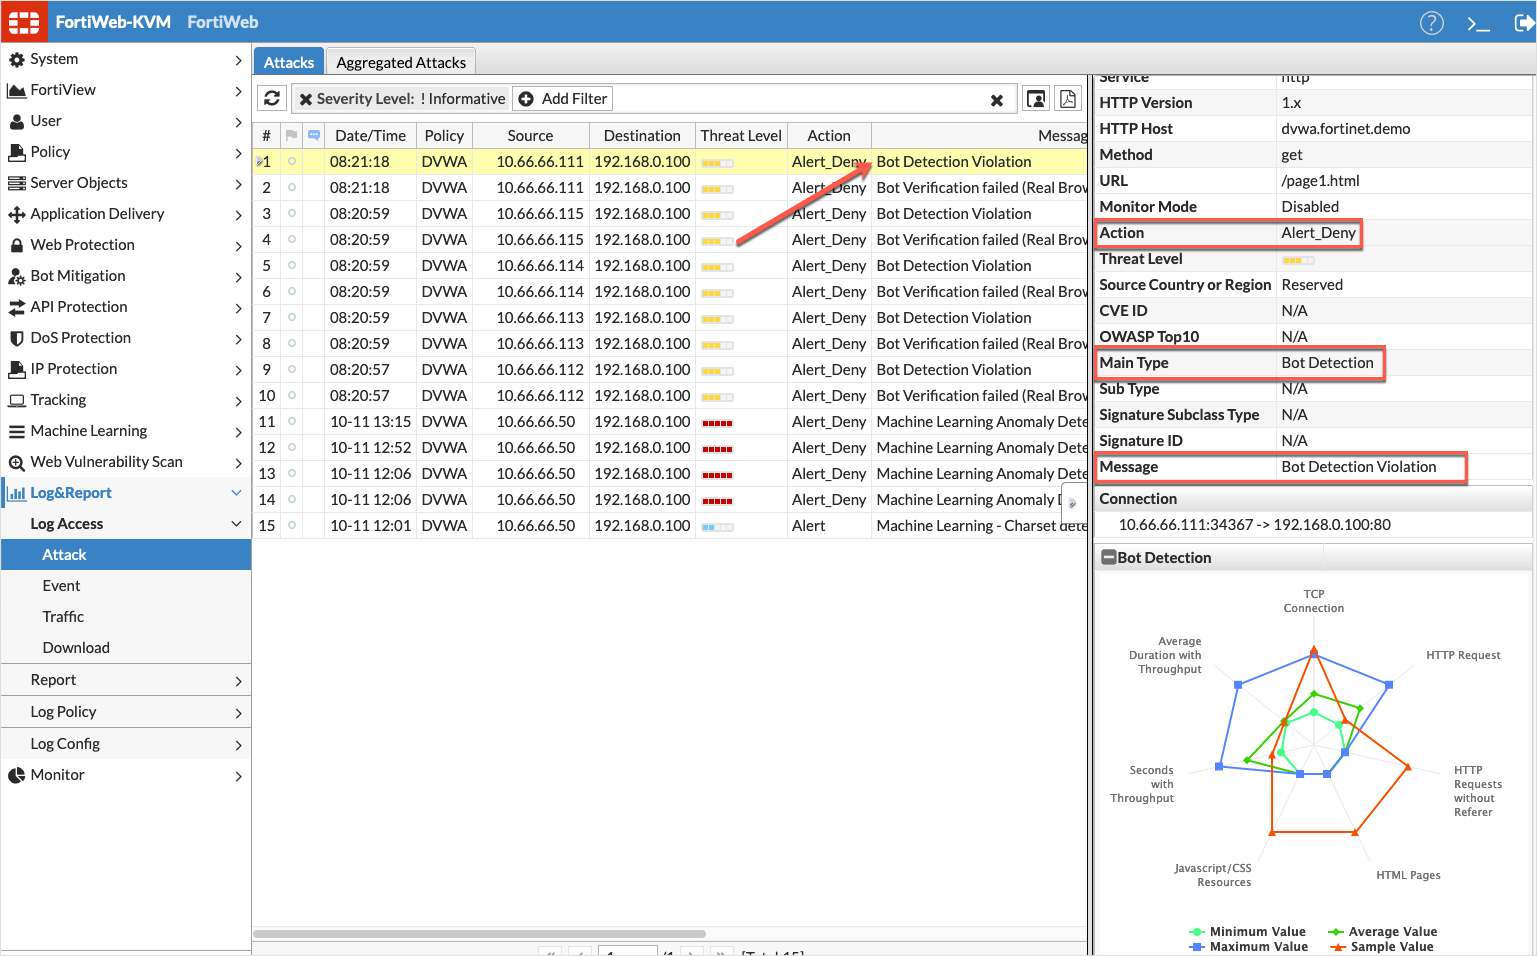 FortiWeb-KVM FortiWeb
System
FortiView
User
Policy
Server Objects
Application Delivery
Web Protection
Bot Mitigation
API Protection
DoS Protection
IP Protection
Tracking
Machine Learning
Web Vulnerability Scan
Log&Report
Log Access
Attack
Event
Traffic
Download
Report
Log Policy
Log Config
Monitor
Attacks Aggregated Attacks
Severity Level: ! Informative Add Filter
# Date/Time Policy Source Destination Threat Level Action Messag
1 08:21:18 DVWA 10.66.66.111 192.168.0.100 Alert_Deny Bot Detection Violation
2 08:21:18 DVWA 10.66.66.111 192.168.0.100 Alert_Deny Bot Verification failed (Real Brow
3 08:20:59 DVWA 10.66.66.115 192.168.0.100 Alert_Deny Bot Detection Violation
4 08:20:59 DVWA 10.66.66.115 192.168.0.100 Alert_Deny Bot Verification failed (Real Brow
5 08:20:59 DVWA 10.66.66.114 192.168.0.100 Alert_Deny Bot Detection Violation
6 08:20:59 DVWA 10.66.66.114 192.168.0.100 Alert_Deny Bot Verification failed (Real Brow
7 08:20:59 DVWA 10.66.66.113 192.168.0.100 Alert_Deny Bot Detection Violation
8 08:20:59 DVWA 10.66.66.113 192.168.0.100 Alert_Deny Bot Verification failed (Real Brow
9 08:20:57 DVWA 10.66.66.112 192.168.0.100 Alert_Deny Bot Detection Violation
10 08:20:57 DVWA 10.66.66.112 192.168.0.100 Alert_Deny Bot Verification failed (Real Brow
11 10-11 13:15 DVWA 10.66.66.50 192.168.0.100 Alert_Deny Machine Learning Anomaly Dete
12 10-11 12:52 DVWA 10.66.66.50 192.168.0.100 Alert_Deny Machine Learning Anomaly Dete
13 10-11 12:06 DVWA 10.66.66.50 192.168.0.100 Alert_Deny Machine Learning Anomaly Dete
14 10-11 12:06 DVWA 10.66.66.50 192.168.0.100 Alert_Deny Machine Learning Anomaly
15 10-11 12:01 DVWA 10.66.66.50 192.168.0.100 Alert Machine Learning - Charset dete
1 /1 [Total 15]
Service http
HTTP Version 1.x
HTTP Host dvwa.fortinet.demo
Method get
URL /page1.html
Monitor Mode Disabled
Action Alert_Deny
Threat Level
Source Country or Region Reserved
CVE ID N/A
OWASP Top10 N/A
Main Type Bot Detection
Sub Type N/A
Signature Subclass Type N/A
Signature ID N/A
Message Bot Detection Violation
Connection
10.66.66.111:34367 -> 192.168.0.100:80
Bot Detection
TCP
Connection
HTTP Request
HTTP
Requests
without
Referer
HTML Pages
Javascript/CSS
Resources
Seconds
with
Throughput
Average
Duration with
Throughput
Minimum Value Average Value
Maximum Value Sample Value